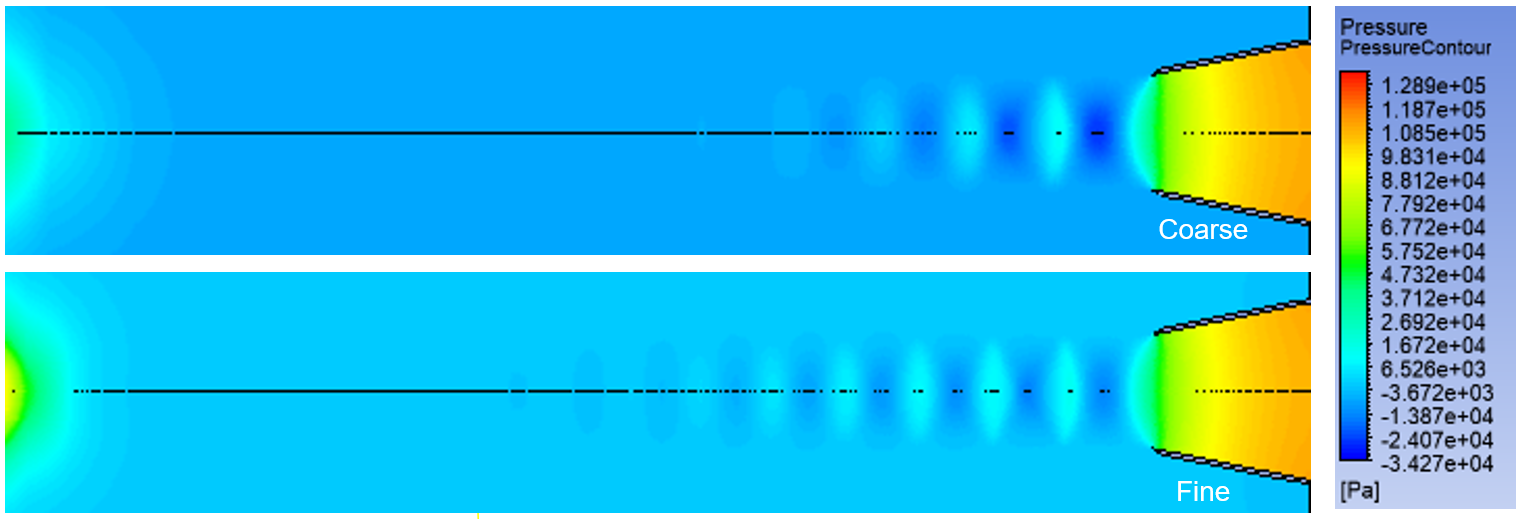 Coarse
Fine
Pressure
PressureContour
1.289e+05
1.187e+05
1.085e+05
9.831e+04
8.812e+04
7.792e+04
6.772e+04
5.752e+04
4.732e+04
3.712e+04
2.692e+04
1.672e+04
6.526e+03
-3.672e+03
-1.387e+04
-2.407e+04
-3.427e+04
[Pa]